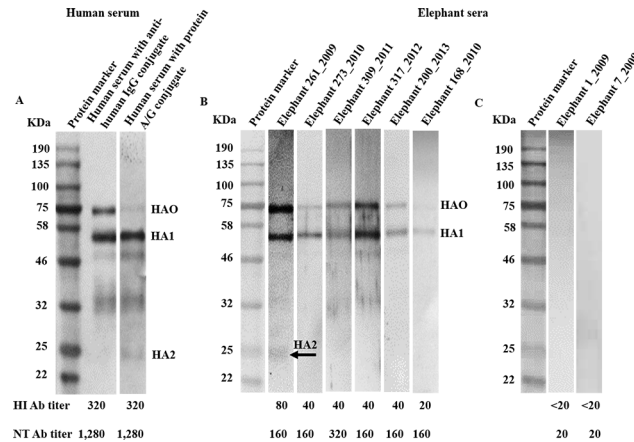 Human serum
Elephant sera
A
KDa
Protein marker
Human serum with anti-
human IgG conjugate
Human serum with protein
A/G conjugate
190
135
100
75
58
46
32
25
22
HAO
HA1
HA2
B
KDa
Protein marker
Elephant 261_2009
Elephant 273_2010
Elephant 309_2011
Elephant 317_2012
Elephant 200_2013
Elephant 168_2010
190
135
100
75
58
46
32
25
22
HAO
HA1
HA2
C
KDa
Protein marker
Elephant 1_2009
Elephant 7_2009
190
135
100
75
58
46
32
25
22
HI Ab titer 320 320 80 40 40 40 40 20 <20 <20
NT Ab titer 1,280 1,280 160 160 320 160 160 160 20 20